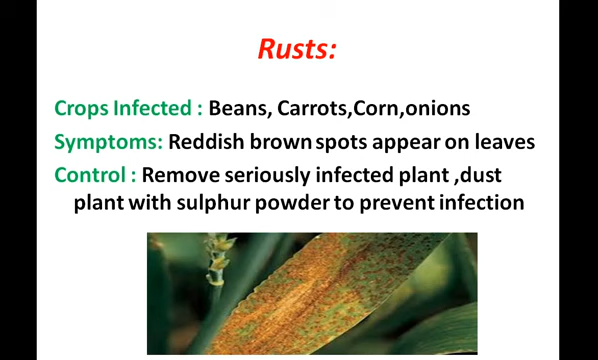 Rusts:
Crops Infected : Beans, Carrots,Corn,onions
Symptoms: Reddish brown spots appear on leaves
Control : Remove seriously infected plant ,dust
plant with sulphur powder to prevent infection